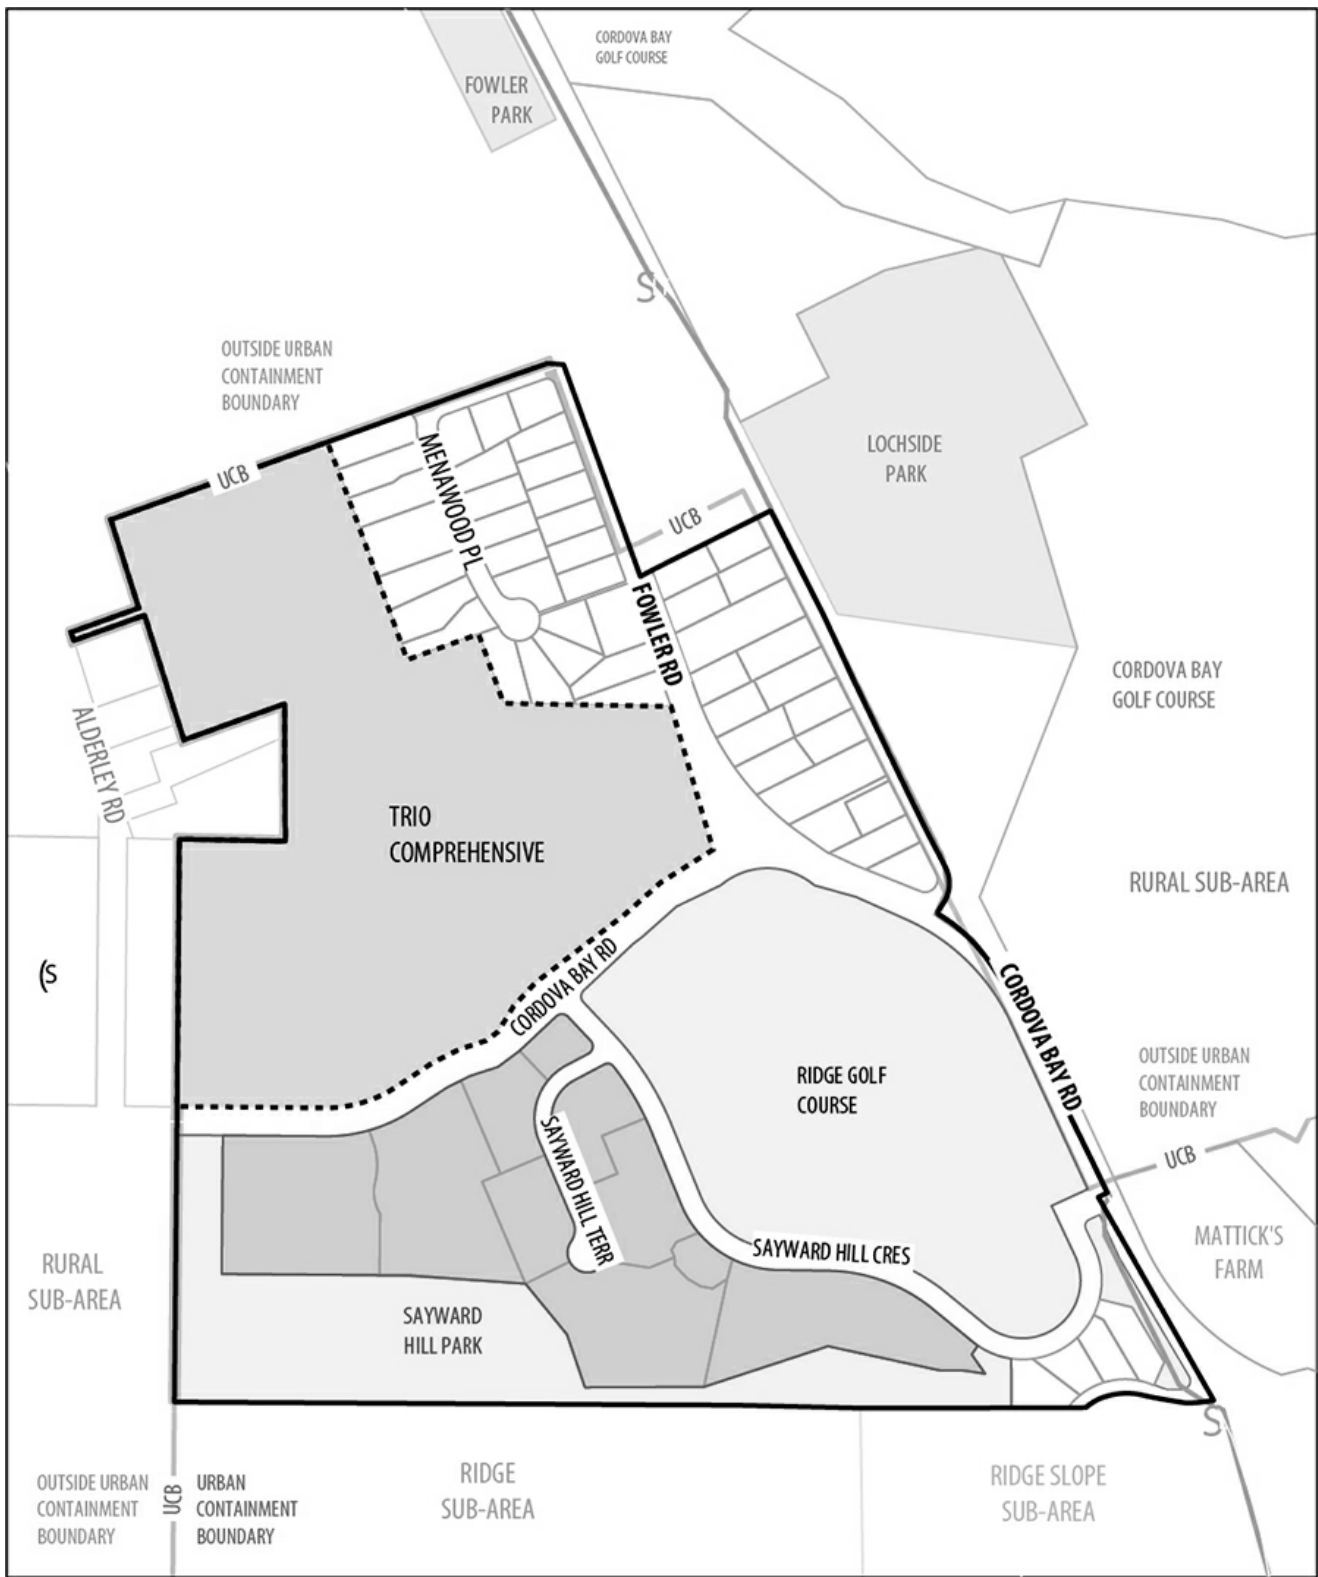 CORDOVA BAY
GOLF COURSE
FOWLER
PARK
S
OUTSIDE URBAN
CONTAINMENT
BOUNDARY
UCB
MENAWOOD PL
LOCHSIDE
PARK
UCB
FOWLER RD
CORDOVA BAY
GOLF COURSE
ALDERLEY RD
TRIO
COMPREHENSIVE
RURAL SUB-AREA
(S
CORDOVA BAY RD
CORDOVA BAY RD
RIDGE GOLF
COURSE
OUTSIDE URBAN
CONTAINMENT
BOUNDARY
UCB
SAYWARD HILL TERR
SAYWARD HILL CRES
MATTICK'S
FARM
RURAL
SUB-AREA
SAYWARD
HILL PARK
S
OUTSIDE URBAN
CONTAINMENT
BOUNDARY
UCB
URBAN
CONTAINMENT
BOUNDARY
RIDGE
SUB-AREA
RIDGE SLOPE
SUB-AREA